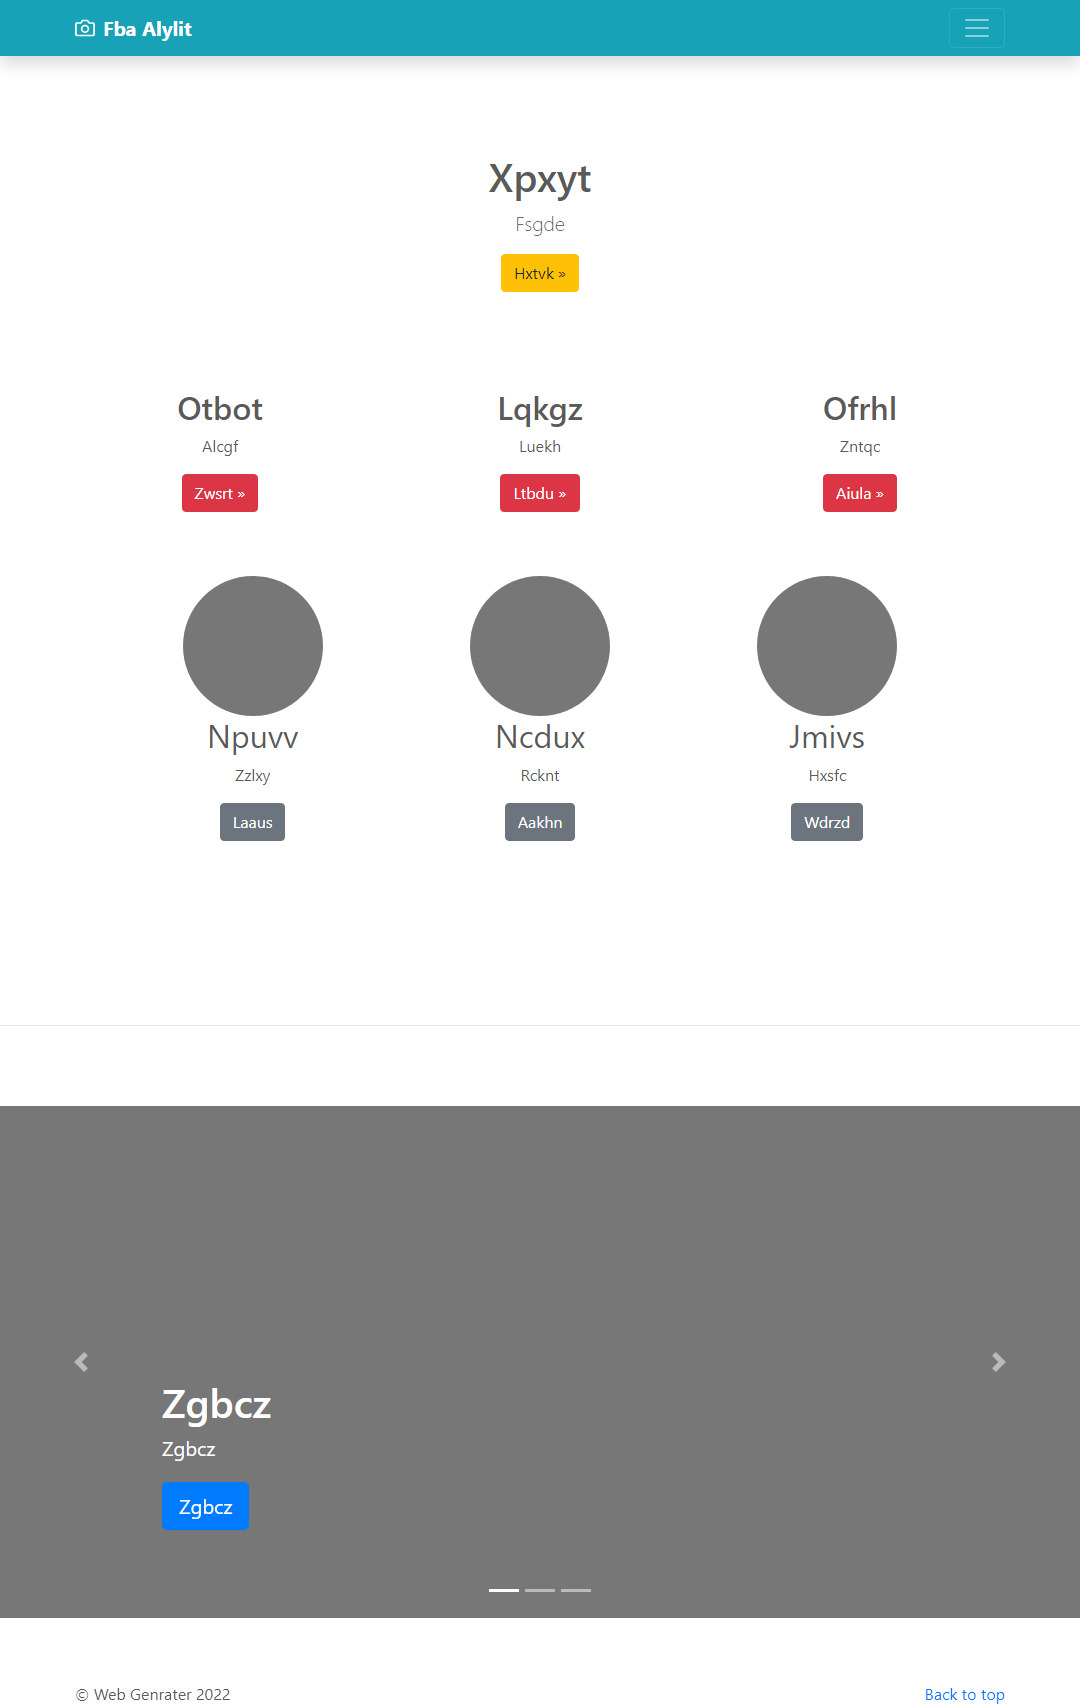 Fba Alylit
Xpxyt
Fsgde
Hxtvk »
Otbot
Alcgf
Zwsrt »
Lqkgz
Luekh
Ltbdu »
Ofrhl
Zntqc
Aiula »
Npuvv
Zzlxy
Laaus
Ncdux
Rcknt
Aakhn
Jmivs
Hxsfc
Wdrzd
Zgbcz
Zgbcz
Zgbcz
© Web Genrater 2022
Back to top